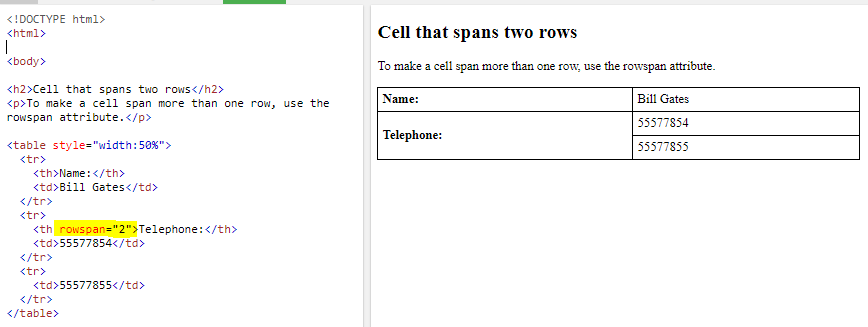 <!DOCTYPE html>
<html>
<body>
<h2>Cell that spans two rows</h2>
<p>To make a cell span more than one row, use the
rowspan attribute.</p>
<table style="width:50%">
<tr>
<th>Name:</th>
<td>Bill Gates</td>
</tr>
<tr>
<th rowspan="2">Telephone:</th>
<td>55577854</td>
</tr>
<tr>
<td>55577855</td>
</tr>
</table>
Cell that spans two rows
To make a cell span more than one row, use the rowspan attribute.
Name: Bill Gates
Telephone: 55577854
55577855